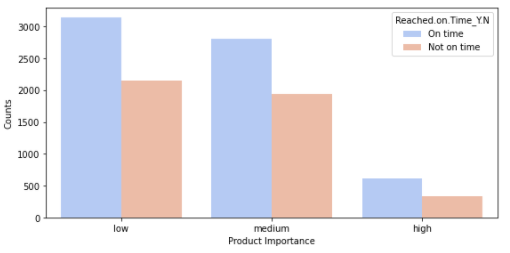 Reached.on.Time_Y.N
On time
Not on time
3000
2500
2000
1500
1000
500
0
Counts
low medium high
Product Importance